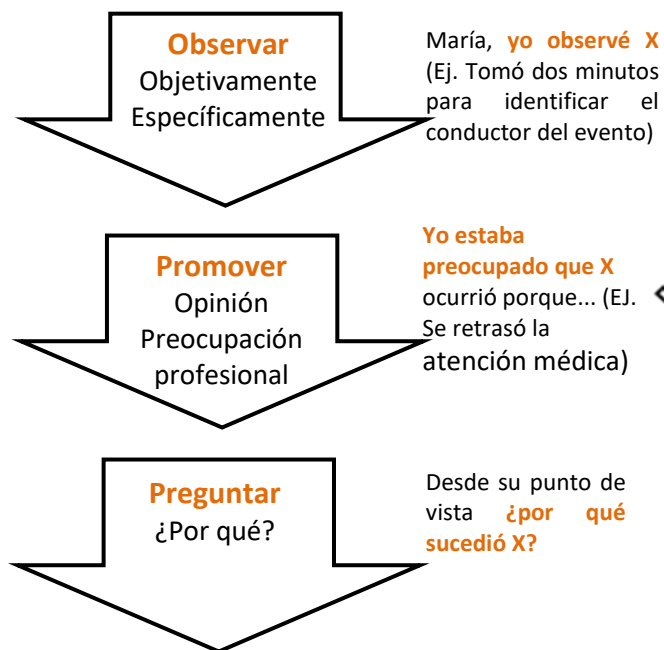 Observar
Objetivamente
Específicamente
María, yo observé X
(Ej. Tomó dos minutos
para identificar el
conductor del evento)
Promover
Opinión
Preocupación
profesional
Yo estaba
preocupado que X
ocurrió porque... (EJ.
Se retrasó la
atención médica)
Preguntar
¿Por qué?
Desde su punto de
vista ¿por qué
sucedió X?